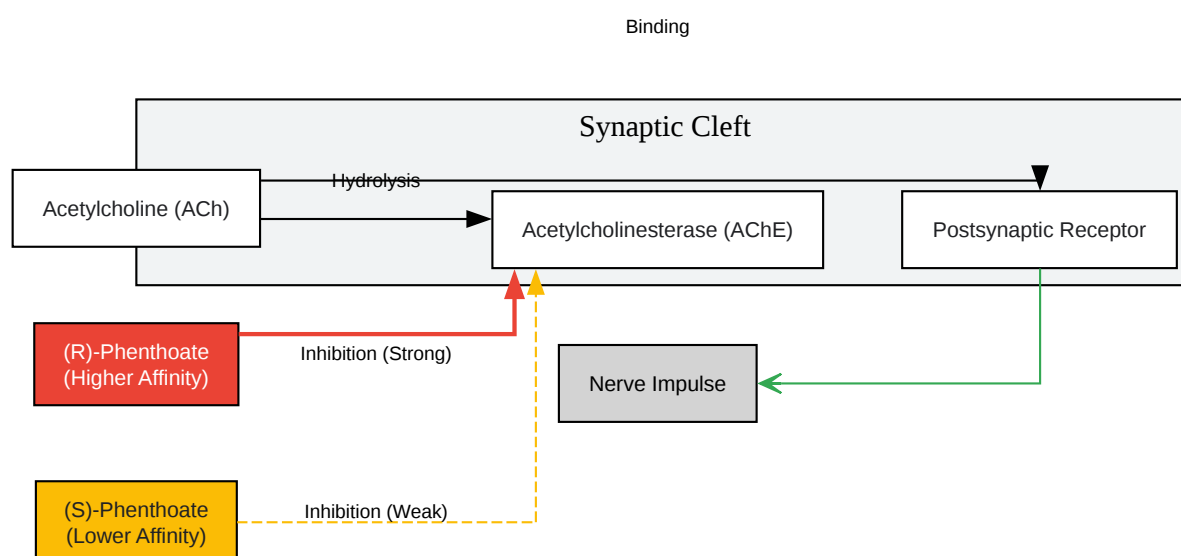 Binding
Synaptic Cleft
Hydrolysis
Acetylcholine (ACh)
Acetylcholinesterase (AChE)
Postsynaptic Receptor
(R)-Phenthoate
(Higher Affinity)
Inhibition (Strong)
Nerve Impulse
(S)-Phenthoate
(Lower Affinity)
Inhibition (Weak)